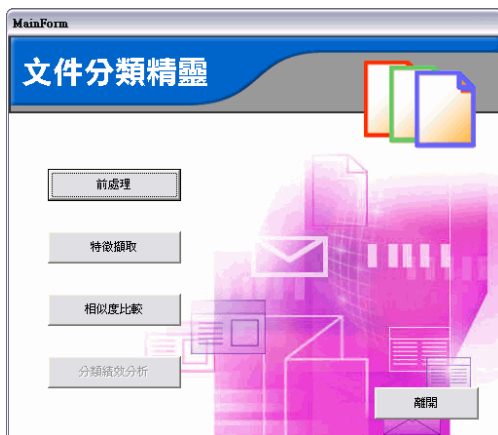 MainForm
文件分類精靈
前處理
特徵擷取
相似度比較
分類績效分析
離開